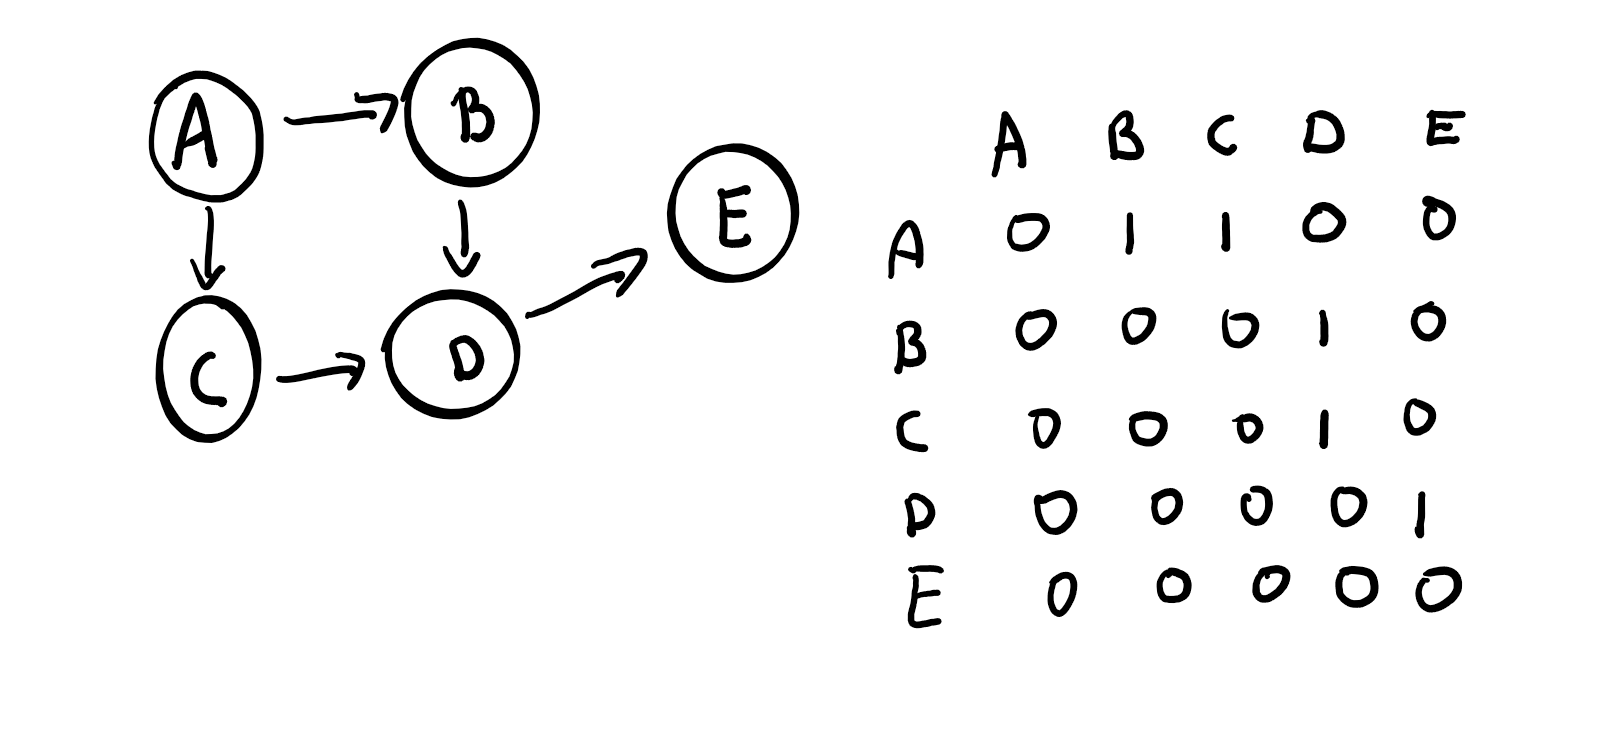 A B
E
C D
A B C D E
A 0 1 1 0 0
B 0 0 0 1 0
C 0 0 0 1 0
D 0 0 0 0 1
E 0 0 0 0 0